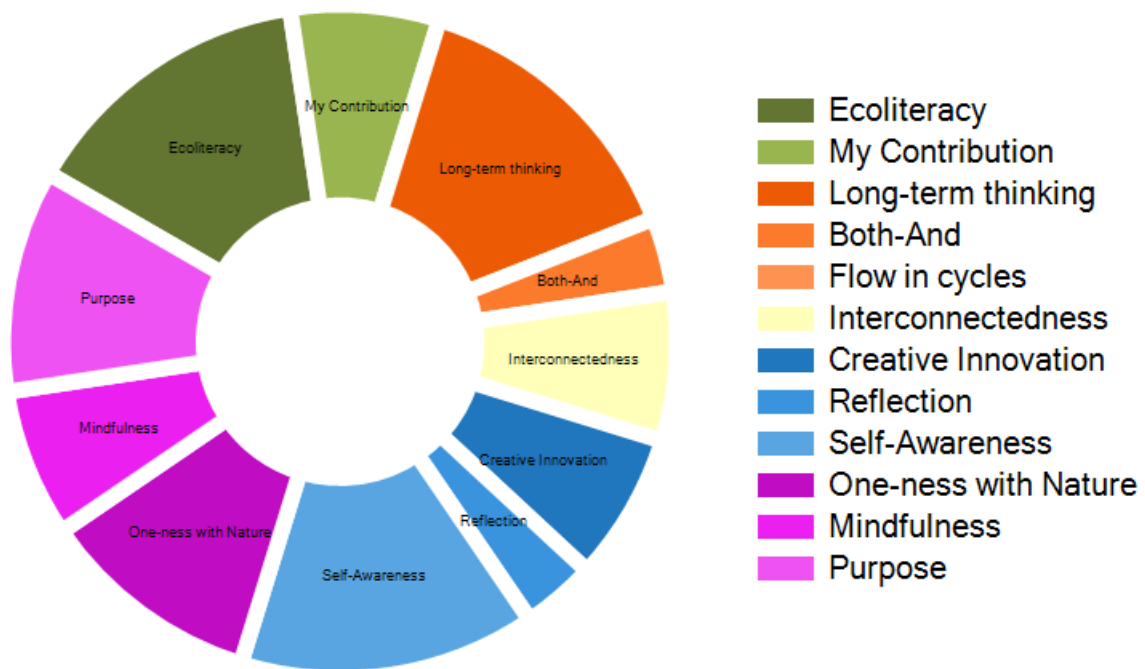 My Contribution
Ecoliteracy
Long-term thinking
Both-And
Purpose
Interconnectedness
Mindfulness
Creative Innovation
Reflection
One-ness with Nature
Self-Awareness
Ecoliteracy
My Contribution
Long-term thinking
Both-And
Flow in cycles
Interconnectedness
Creative Innovation
Reflection
Self-Awareness
One-ness with Nature
Mindfulness
Purpose